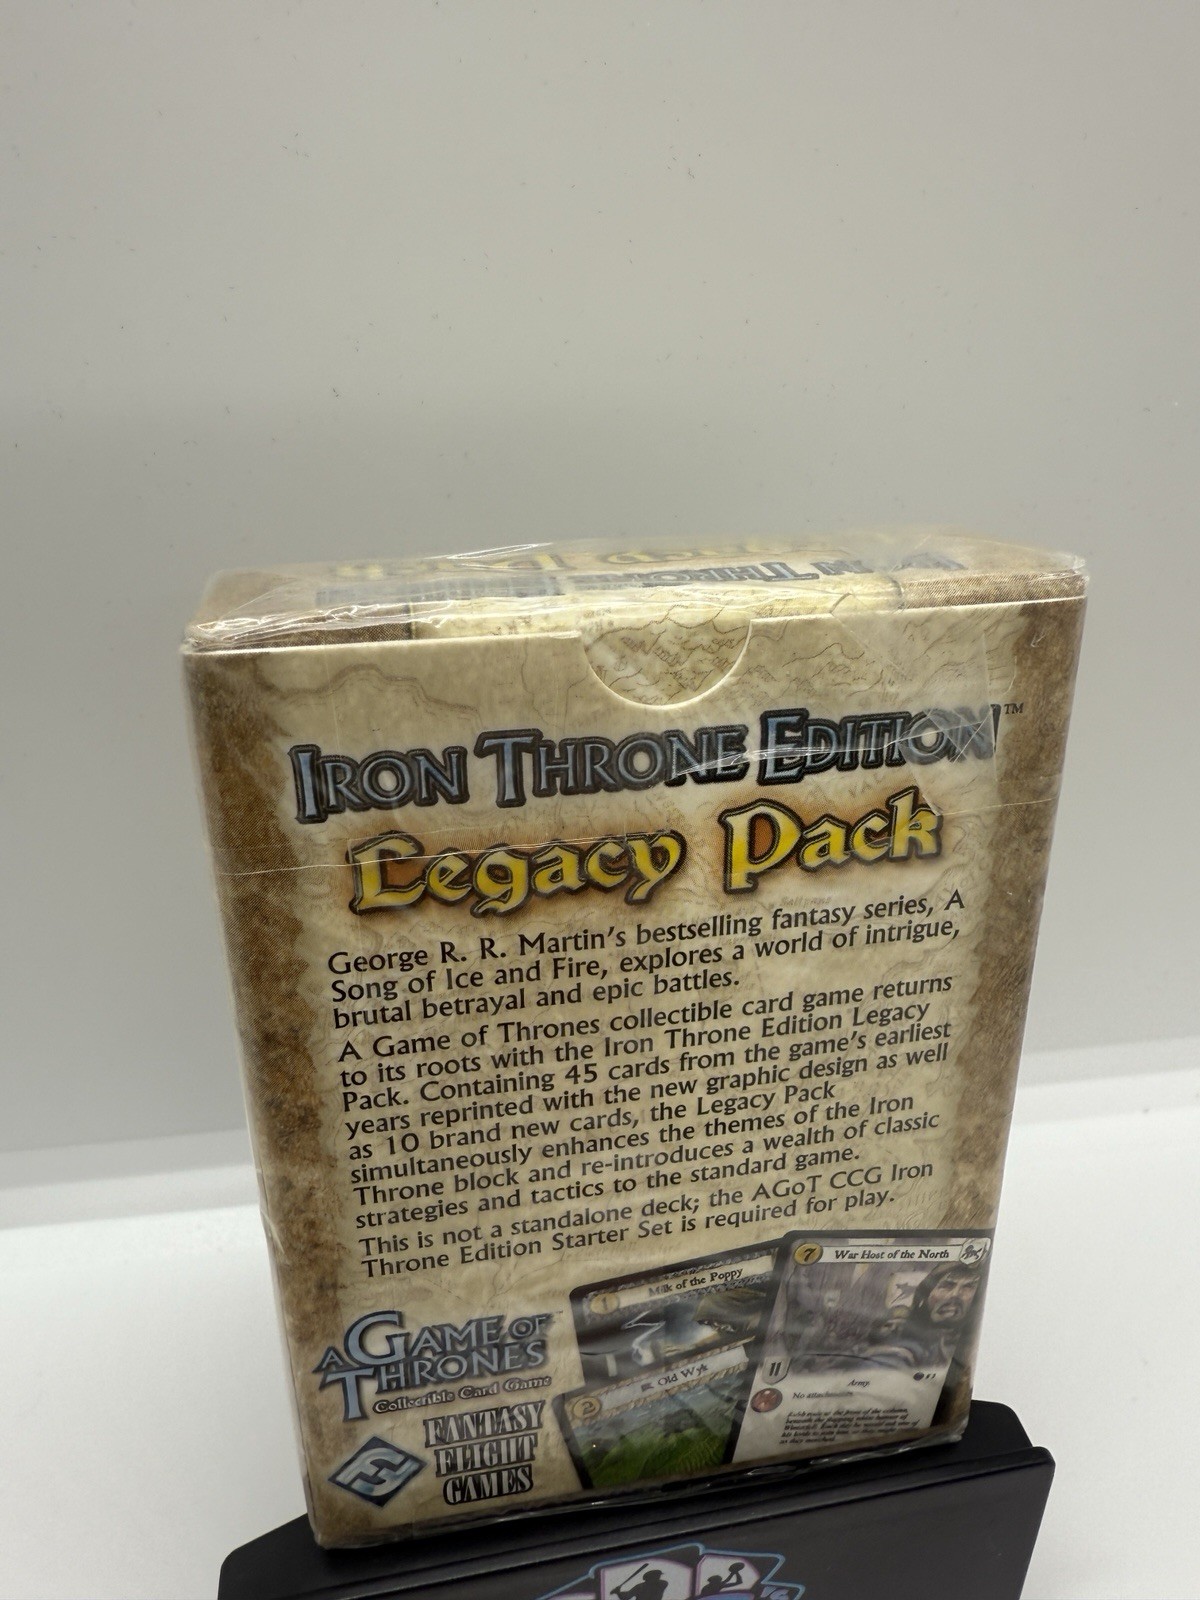 IRON THRONE EDITION™
Legacy Pack
George R. R. Martin's bestselling fantasy series, A
Song of Ice and Fire, explores a world of intrigue,
brutal betrayal and epic battles.
A Game of Thrones collectible card game returns
to its roots with the Iron Throne Edition Legacy
Pack. Containing 45 cards from the game's earliest
years reprinted with the new graphic design as well
as 10 brand new cards, the Legacy Pack
simultaneously enhances the themes of the Iron
Throne block and re-introduces a wealth of classic
strategies and tactics to the standard game.
This is not a standalone deck; the AGoT CCG Iron
Throne Edition Starter Set is required for play.
7 War Host of the North
1 Milk of the Poppy
2 Old Wyk
11
Army.
No attachments.
A GAME OF
THRONES
Collectible Card Game
FANTASY
FLIGHT
GAMES